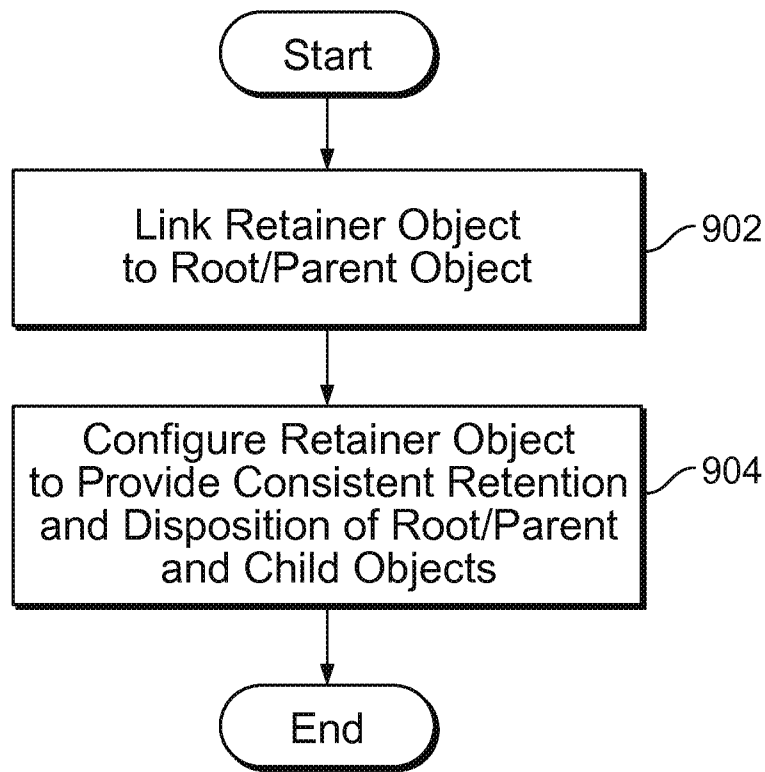 Start
Link Retainer Object
to Root/Parent Object
902
Configure Retainer Object
to Provide Consistent Retention
and Disposition of Root/Parent
and Child Objects
904
End